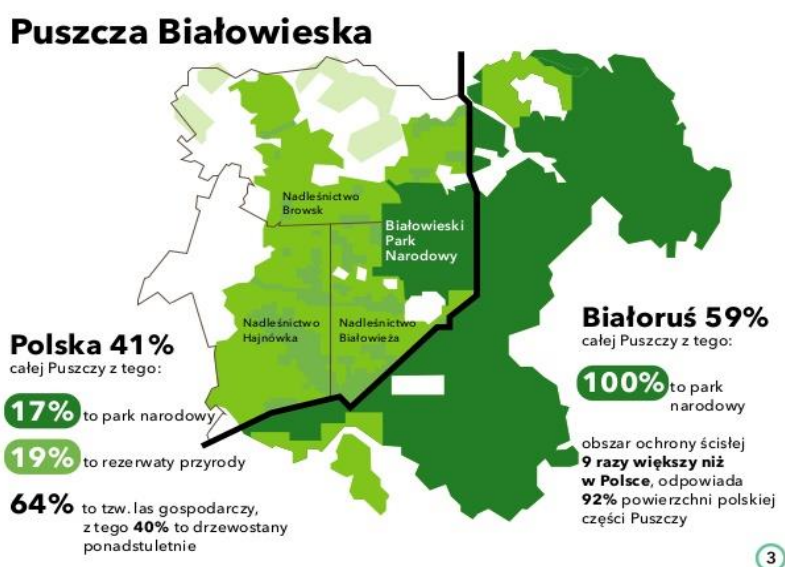 Puszcza Białowieska
Nadleśnictwo
Browsk
Białowieski
Park
Narodowy
Nadleśnictwo
Hajnówka
Nadleśnictwo
Białowieża
Polska 41%
całej Puszczy z tego:
17% to park narodowy
19% to rezerwaty przyrody
64% to tzw. las gospodarczy,
z tego 40% to drzewostany
ponadstuletnie
Białoruś 59%
całej Puszczy z tego:
100% to park
narodowy
obszar ochrony ścisłej
9 razy większy niż
w Polsce, odpowiada
92% powierzchni polskiej
części Puszczy
3